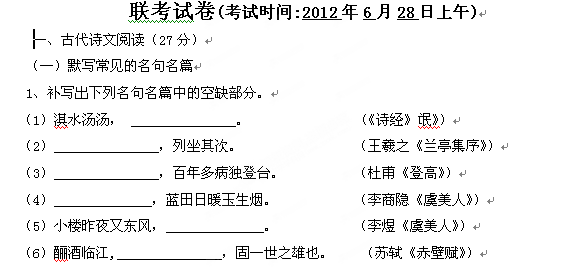 联考试卷(考试时间:2012年6月28日上午)
一、古代诗文阅读（27分）
（一）默写常见的名句名篇
1、补写出下列名句名篇中的空缺部分。
（1）淇水汤汤， ______________。 （《诗经》氓》）
（2）______________，列坐其次。 （王羲之《兰亭集序》）
（3）______________，百年多病独登台。 （杜甫《登高》）
（4）______________，蓝田日暖玉生烟。 （李商隐《虞美人》）
（5）小楼昨夜又东风，_____________。 （李煜《虞美人》）
（6）酾酒临江,______________，固一世之雄也。 （苏轼《赤壁赋》）